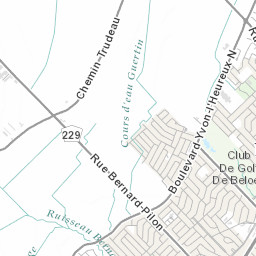 Chemin-Trudeau
Cours d'eau Guertin
Boulevard-Yvon-l'Heureux-N
229
Rue-Bernard-Pilon
Club
De Gol
De Beloe
Ruisseau